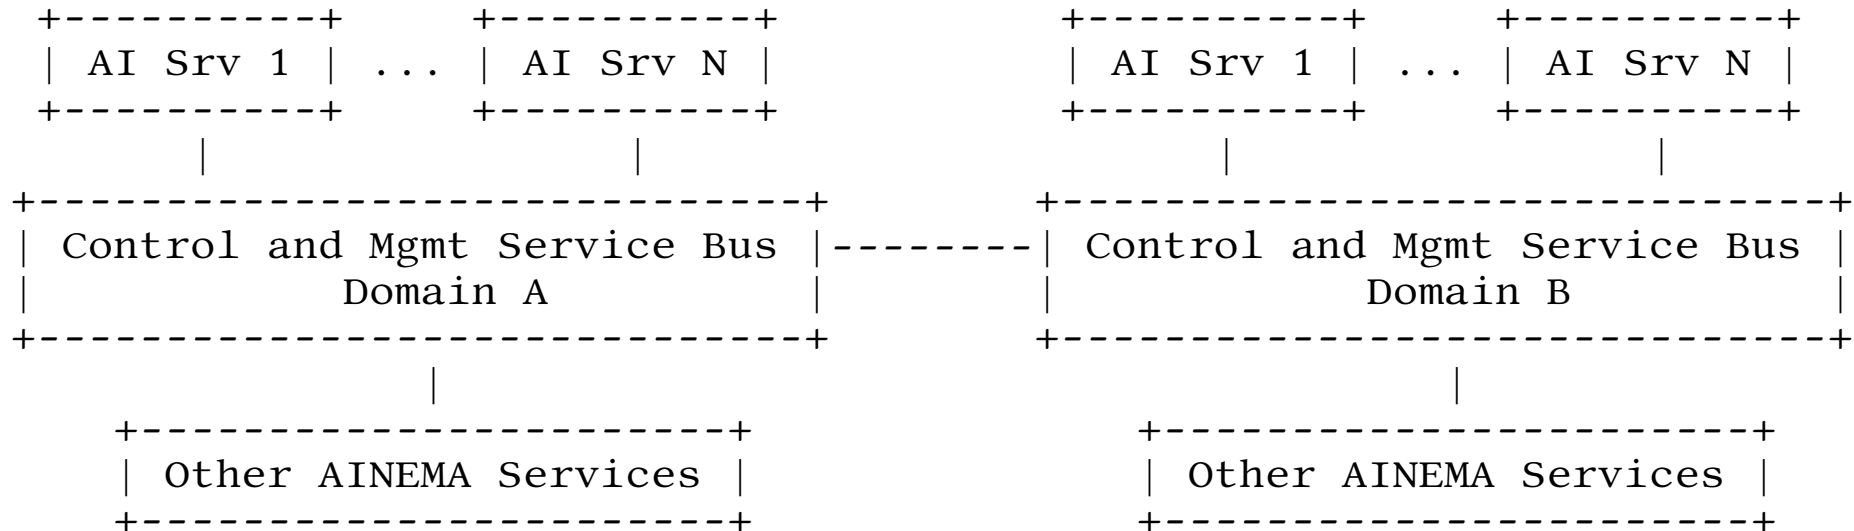 +-----------+     +-----------+           +-----------+     +-----------+
| AI Srv 1 | ... | AI Srv N |           | AI Srv 1 | ... | AI Srv N |
+-----------+     +-----------+           +-----------+     +-----------+
|                |                      |                |
+------------------------------+        +------------------------------+
| Control and Mgmt Service Bus |--------| Control and Mgmt Service Bus |
|           Domain A           |        |           Domain B           |
+------------------------------+        +------------------------------+
|                                       |
+-----------------------+               +-----------------------+
| Other AINEMA Services |               | Other AINEMA Services |
+-----------------------+               +-----------------------+